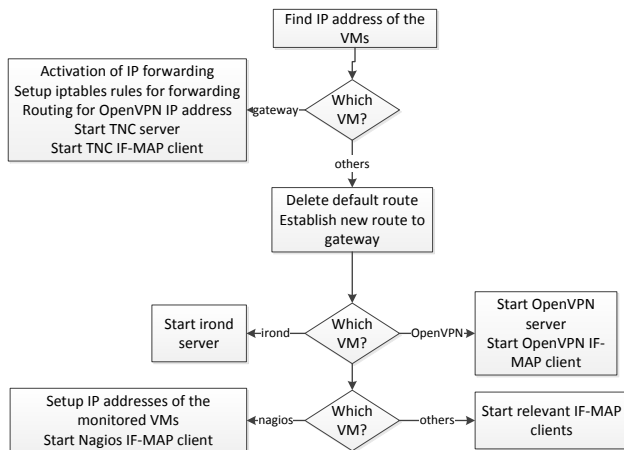 Find IP address of the
VMs
Activation of IP forwarding
Setup iptables rules for forwarding
Routing for OpenVPN IP address
Start TNC server
Start TNC IF-MAP client
gateway
Which
VM?
others
Delete default route
Establish new route to
gateway
Start irond
server
irond
Which
VM?
OpenVPN
Start OpenVPN
server
Start OpenVPN IF-
MAP client
Setup IP addresses of the
monitored VMs
Start Nagios IF-MAP client
nagios
Which
VM?
others
Start relevant IF-MAP
clients